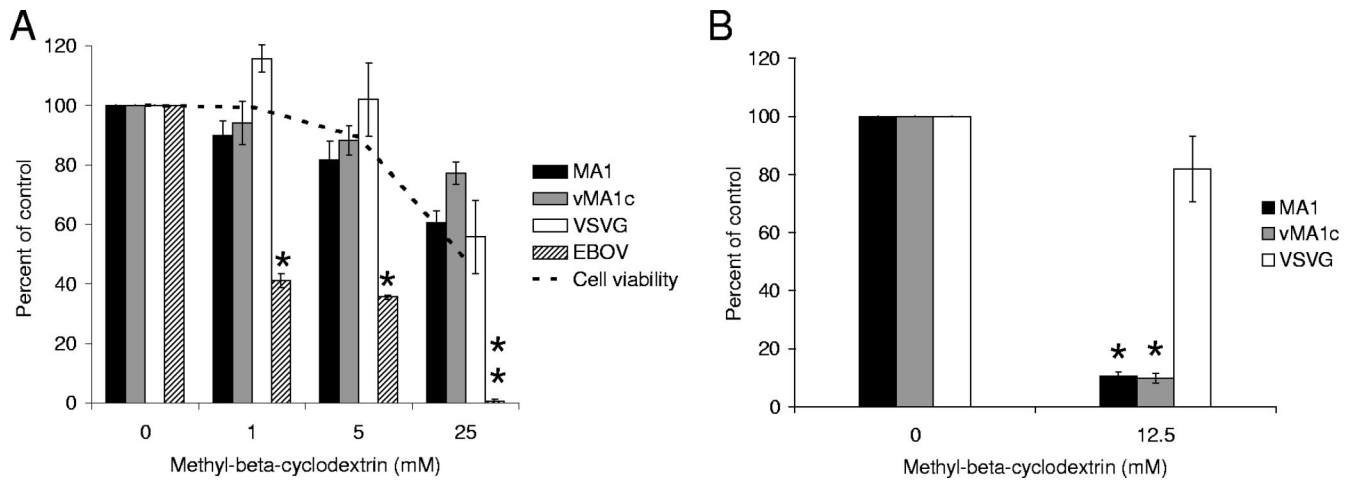 A
120
100
80
60
40
20
0
Percent of control
0 1 5 25
Methyl-beta-cyclodextrin (mM)
* * * *
MA1
vMA1c
VSVG
EBOV
Cell viability
B
120
100
80
60
40
20
0
Percent of control
0 12.5
Methyl-beta-cyclodextrin (mM)
* *
MA1
vMA1c
VSVG